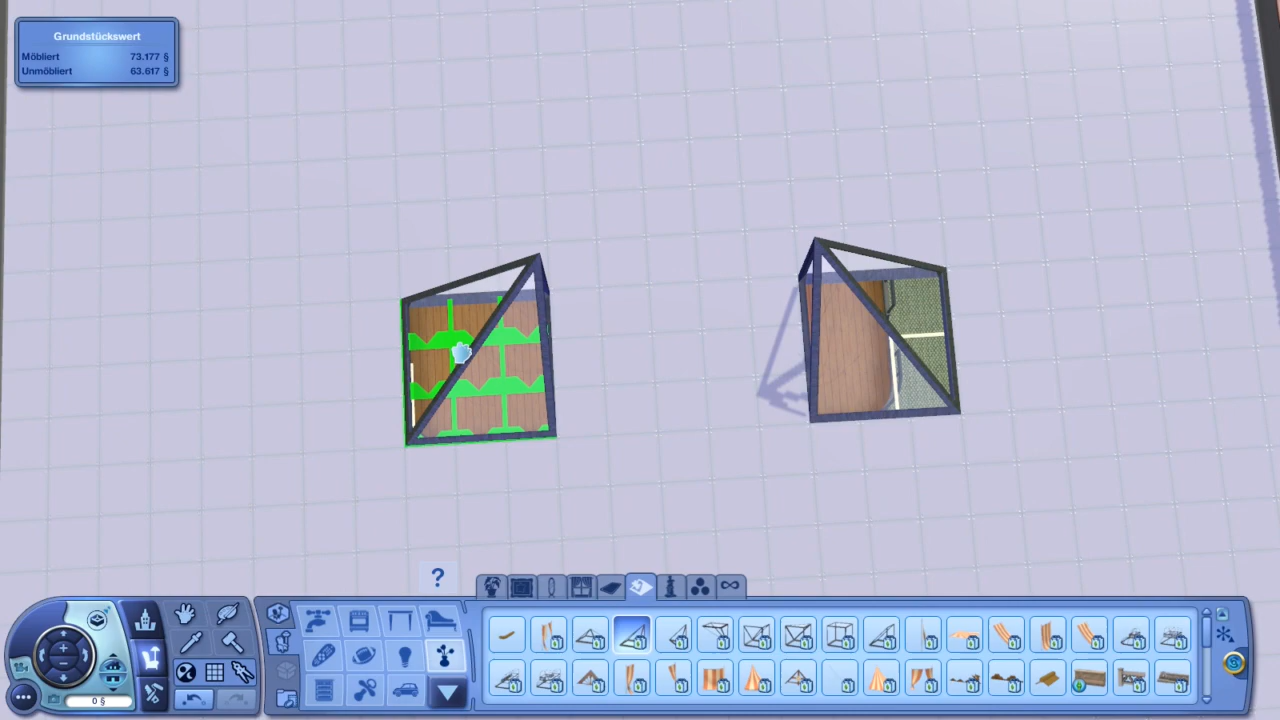 Grundstückswert
Möbliert 73.177 §
Unmöbliert 63.617 §
?
0 §